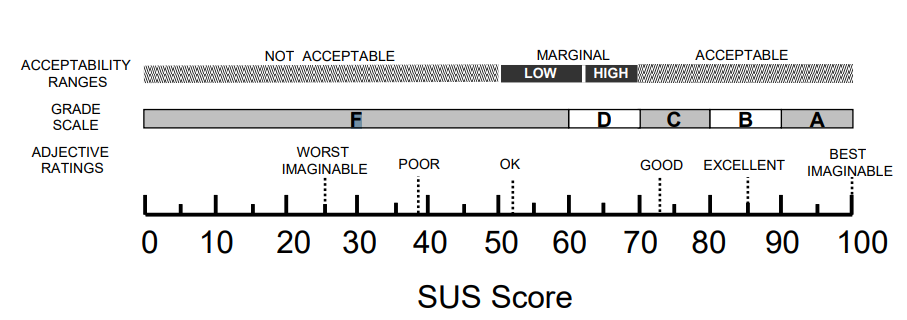 ACCEPTABILITY RANGES
NOT ACCEPTABLE
MARGINAL
ACCEPTABLE
LOW
HIGH
GRADE SCALE
F
D
C
B
A
ADJECTIVE RATINGS
WORST IMAGINABLE
POOR
OK
GOOD
EXCELLENT
BEST IMAGINABLE
0 10 20 30 40 50 60 70 80 90 100
SUS Score